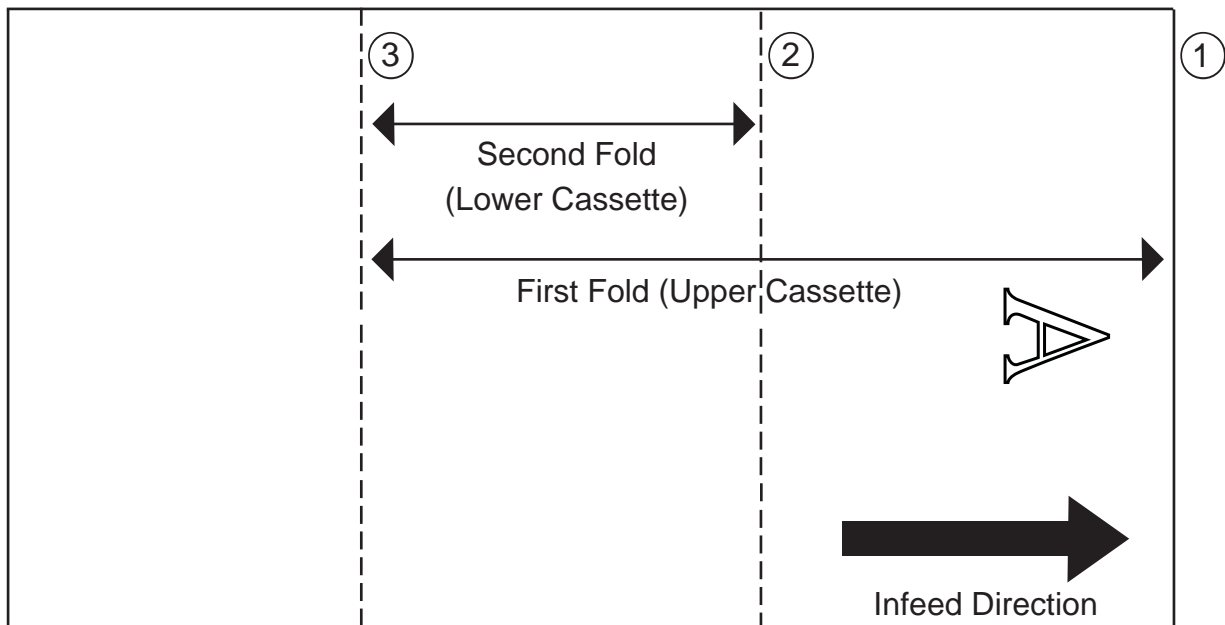 ③ ② ①
Second Fold
(Lower Cassette)
First Fold (Upper Cassette)
A
Infeed Direction